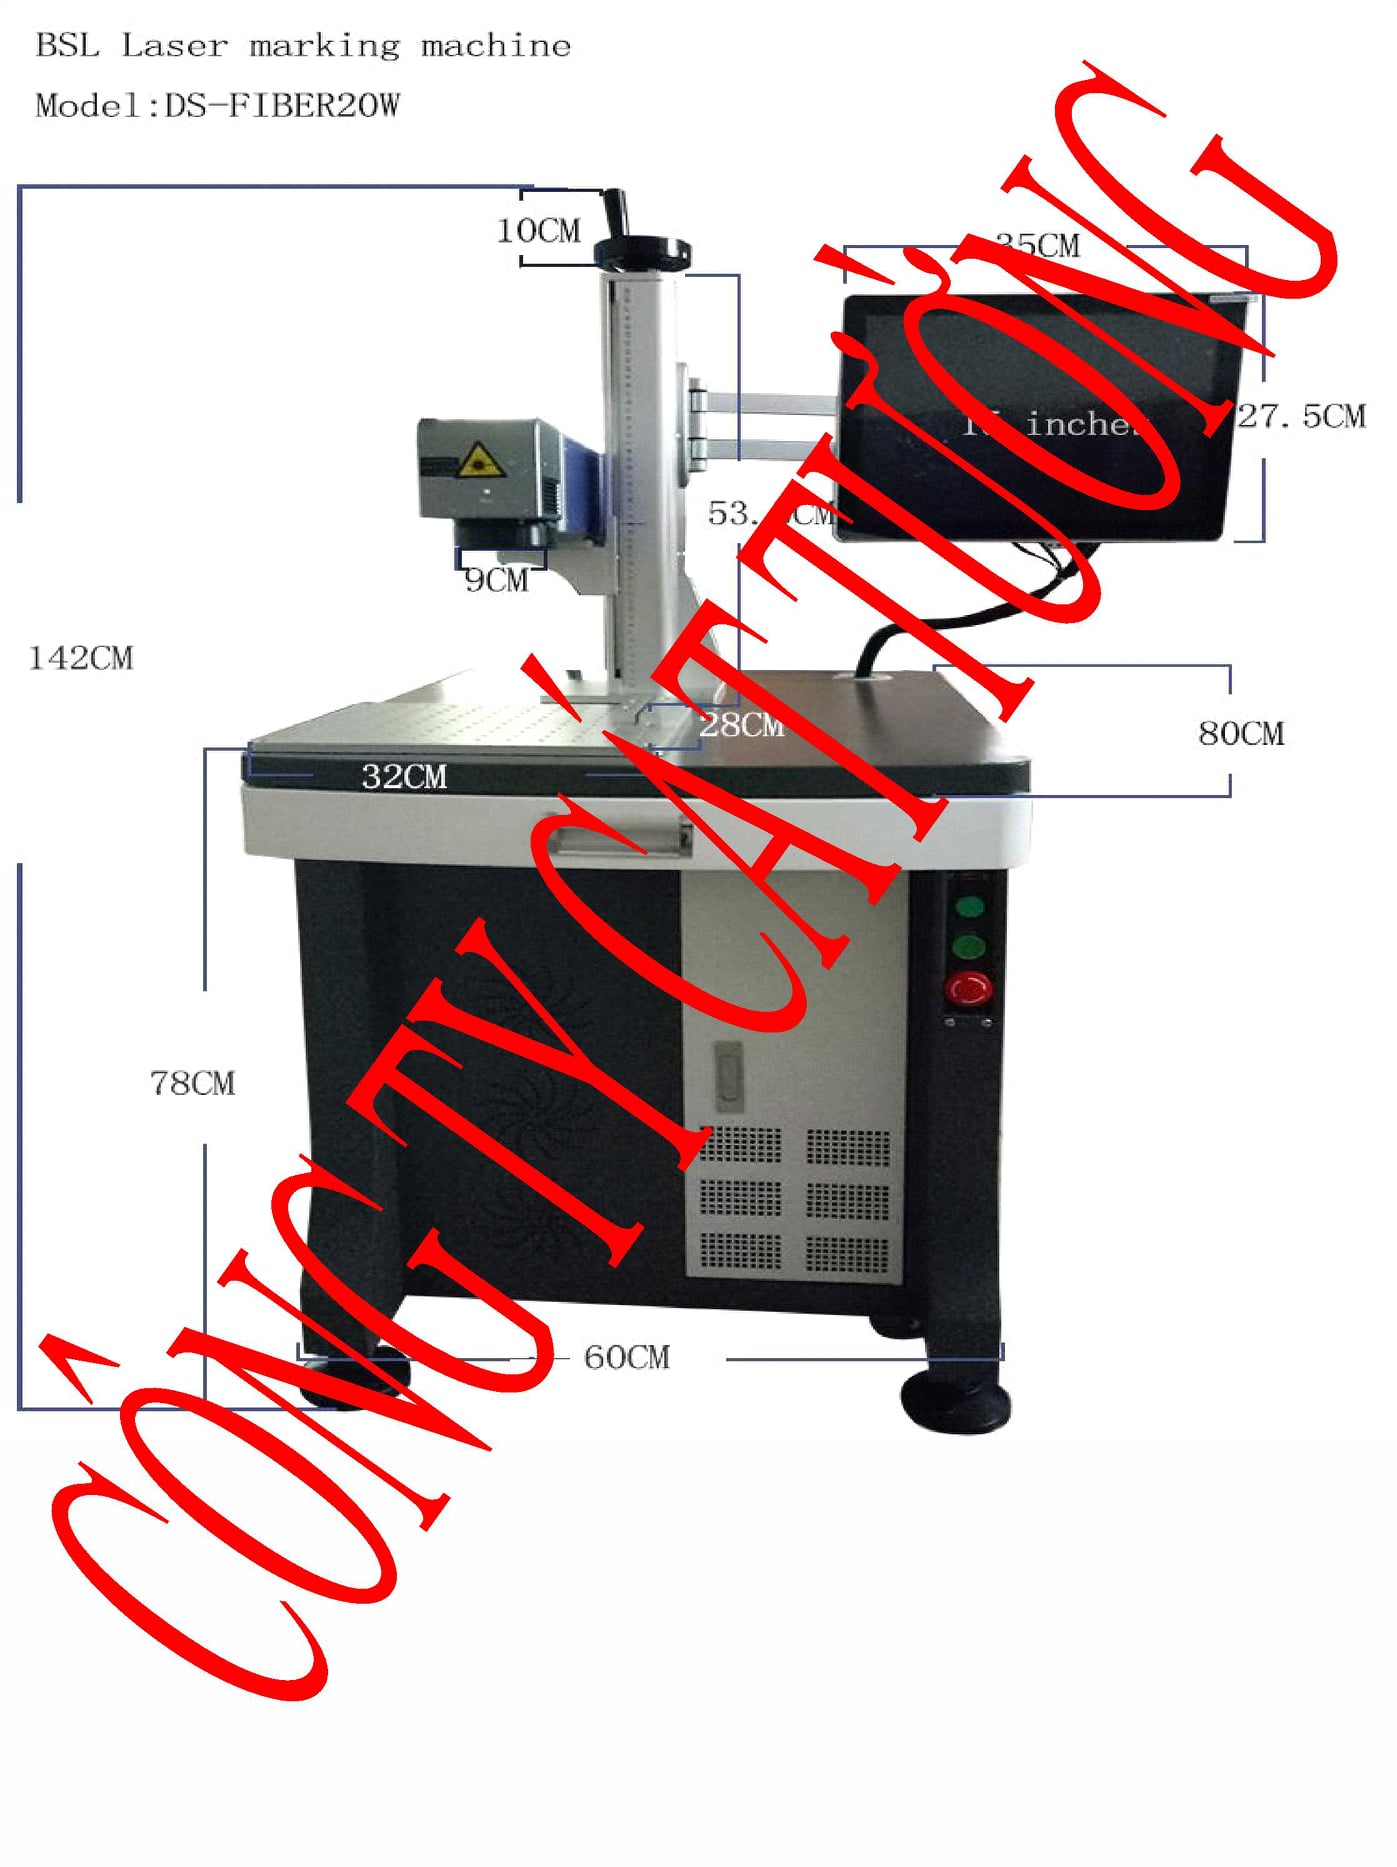 BSL Laser marking machine
Model:DS-FIBER20W
10CM
35CM
27.5CM
15 inches
9CM
142CM
28CM
80CM
32CM
78CM
60CM
CÔNG TY CÁT TƯỜNG